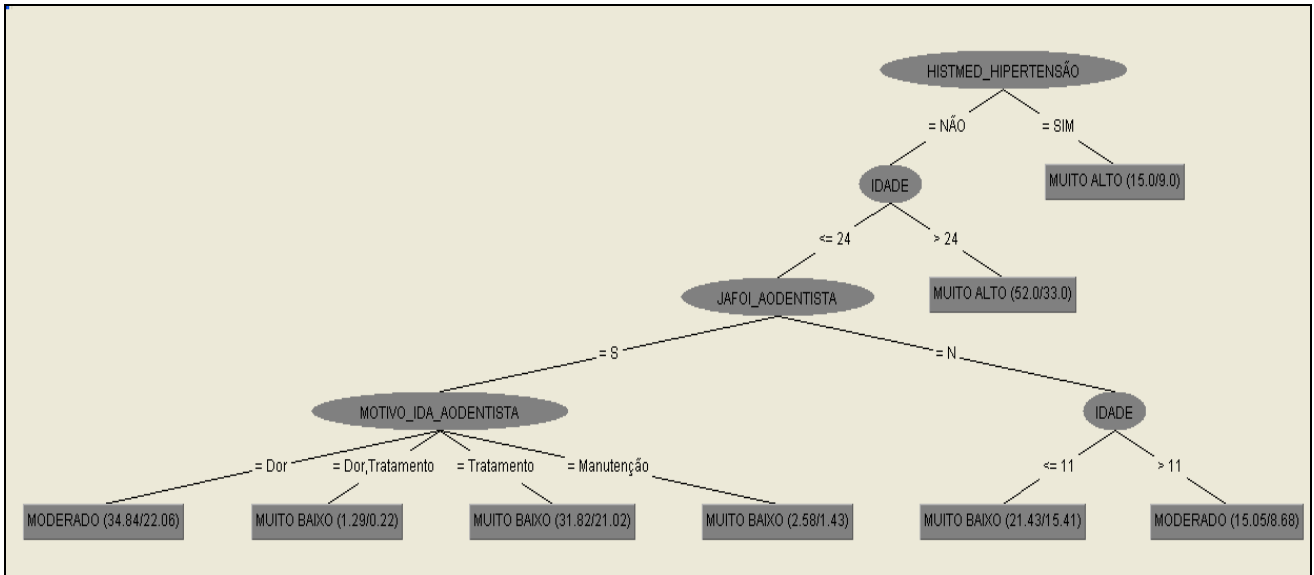 HISTMED_HIPERTENSÃO
= NÃO
= SIM
IDADE
MUITO ALTO (15.0/9.0)
<= 24
> 24
JAFOI_AODENTISTA
MUITO ALTO (52.0/33.0)
= S
= N
MOTIVO_IDA_AODENTISTA
IDADE
= Dor
= Dor,Tratamento
= Tratamento
= Manutenção
<= 11
> 11
MODERADO (34.84/22.06)
MUITO BAIXO (1.29/0.22)
MUITO BAIXO (31.82/21.02)
MUITO BAIXO (2.58/1.43)
MUITO BAIXO (21.43/15.41)
MODERADO (15.05/8.68)